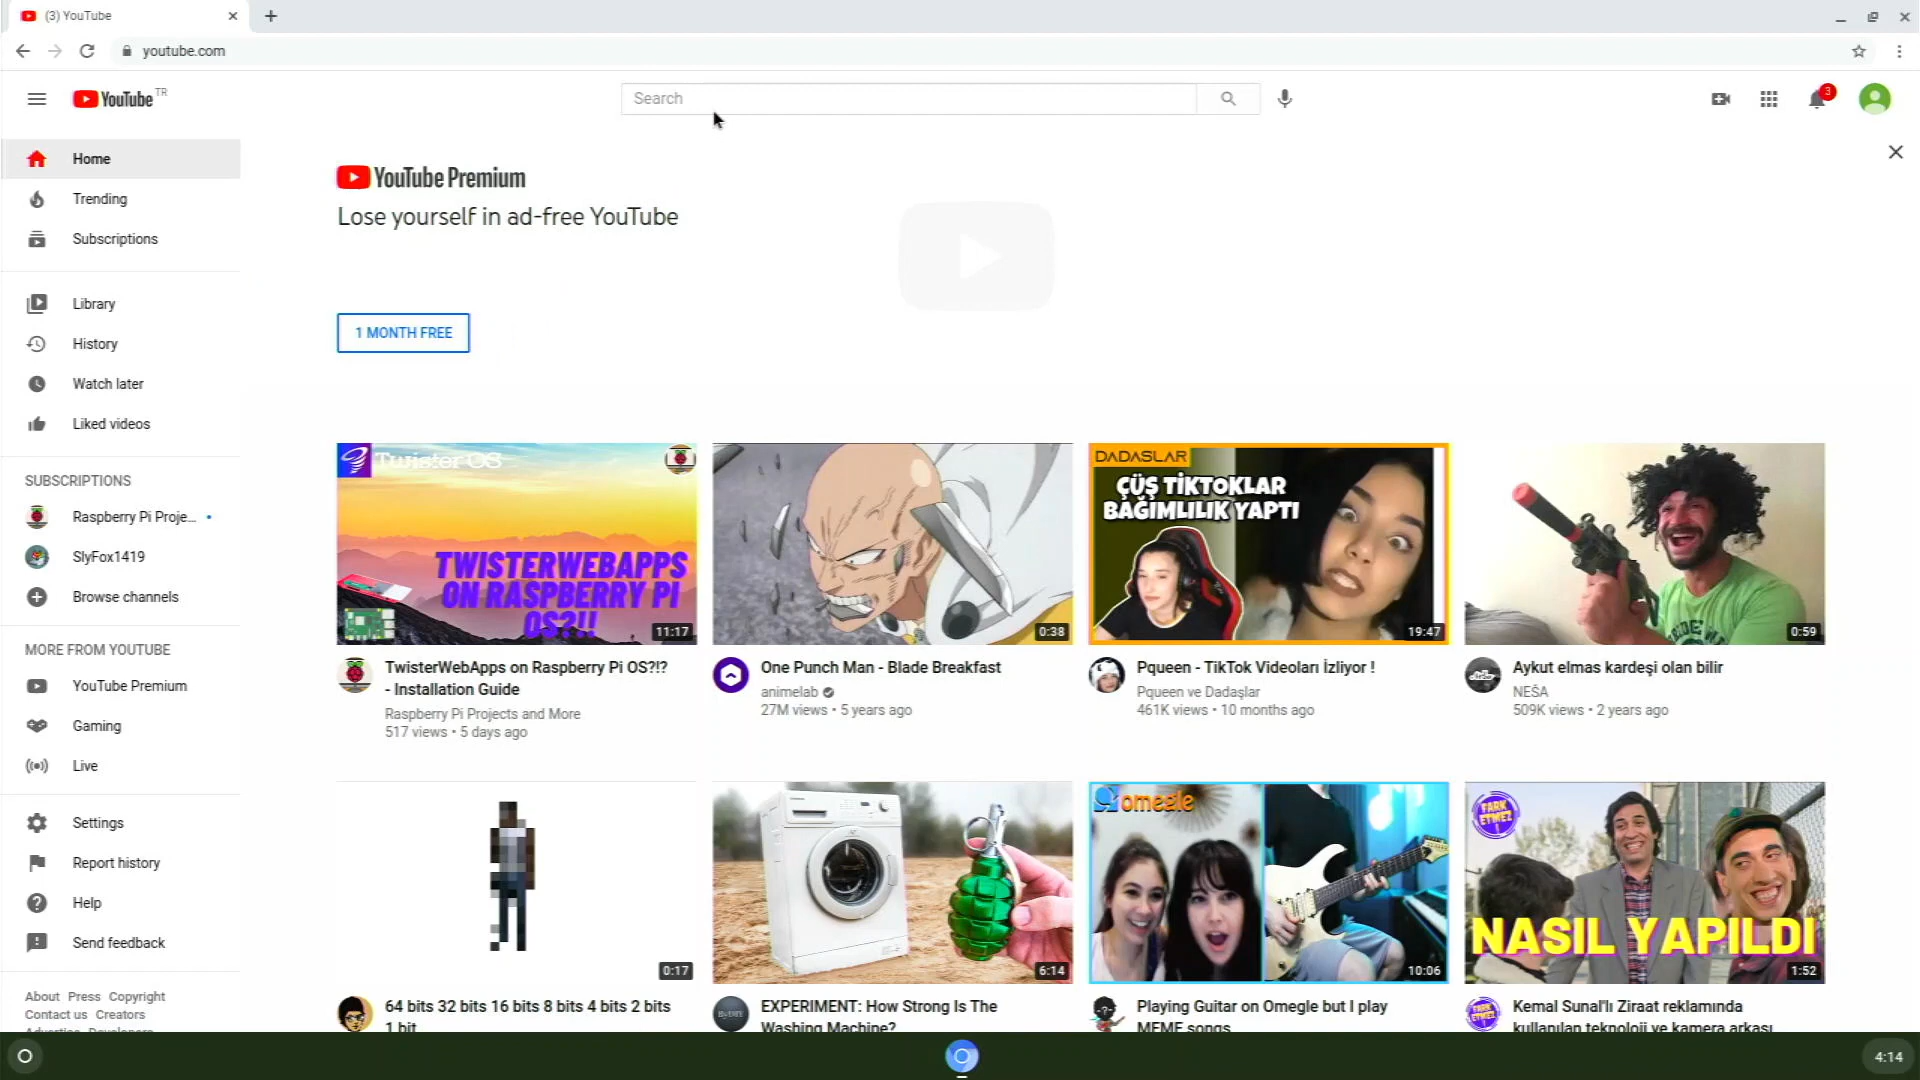 (3) YouTube
youtube.com
YouTube TR
Search
3
Home
Trending
Subscriptions
Library
History
Watch later
Liked videos
SUBSCRIPTIONS
Raspberry Pi Proje...
SlyFox1419
Browse channels
MORE FROM YOUTUBE
YouTube Premium
Gaming
Live
Settings
Report history
Help
Send feedback
About Press Copyright
Contact us Creators
Advertise Developers
YouTube Premium
Lose yourself in ad-free YouTube
1 MONTH FREE
Twister OS
TWISTERWEBAPPS
ON RASPBERRY PI
OS?!!
11:17
TwisterWebApps on Raspberry Pi OS?!?
- Installation Guide
Raspberry Pi Projects and More
517 views • 5 days ago
0:38
One Punch Man - Blade Breakfast
animelab
27M views • 5 years ago
DADAŞLAR
ÇÜŞ TİKTOKLAR
BAĞIMLILIK YAPTI
19:47
Pqueen - TikTok Videoları İzliyor !
Pqueen ve Dadaşlar
461K views • 10 months ago
0:59
Aykut elmas kardeşi olan bilir
NEŠA
509K views • 2 years ago
0:17
64 bits 32 bits 16 bits 8 bits 4 bits 2 bits
1 bit
6:14
EXPERIMENT: How Strong Is The
Washing Machine?
omegle
10:06
Playing Guitar on Omegle but I play
MEME songs
FARK
ETMEZ
NASIL YAPILDI
1:52
Kemal Sunal'lı Ziraat reklamında
kullanılan teknoloji ve kamera arkası
4:14